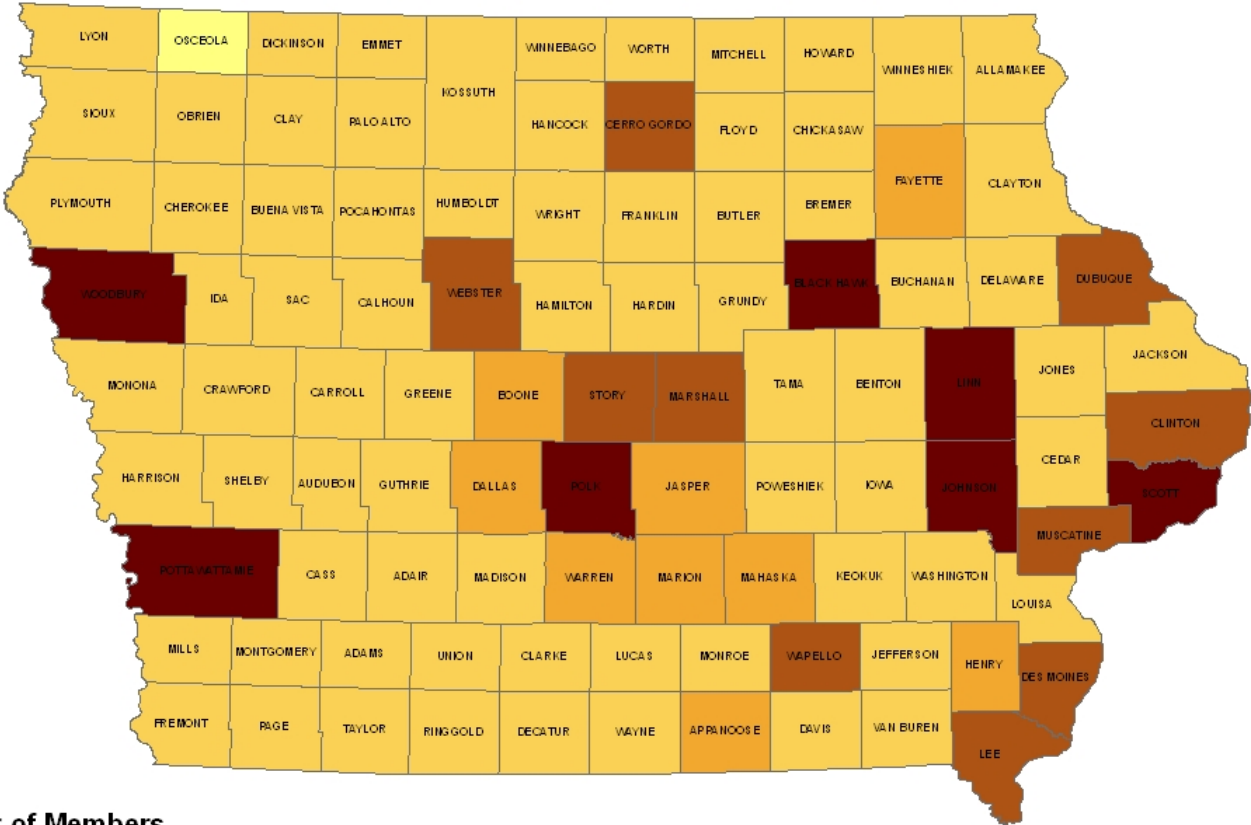 LYON OSCEOLA DICKINSON EMMET WINNEBAGO WORTH MITCHELL HOWARD
KOSSUTH WINNESHIEK ALLAMAKEE
SIOUX OBRIEN CLAY PALO ALTO HANCOCK CERRO GORDO FLOYD CHICKASAW
PLYMOUTH CHEROKEE BUENA VISTA POCAHONTAS HUMBOLDT WRIGHT FRANKLIN BUTLER BREMER FAYETTE CLAYTON
WOODBURY IDA SAC CALHOUN WEBSTER HAMILTON HARDIN GRUNDY BLACK HAWK BUCHANAN DELAWARE DUBUQUE
MONONA CRAWFORD CARROLL GREENE BOONE STORY MARSHALL TAMA BENTON LINN JONES JACKSON
CLINTON
HARRISON SHELBY AUDUBON GUTHRIE DALLAS POLK JASPER POWESHIEK IOWA JOHNSON CEDAR SCOTT
MUSCATINE
POTTAWATTAMIE CASS ADAIR MADISON WARREN MARION MAHASKA KEOKUK WASHINGTON
LOUISA
MILLS MONTGOMERY ADAMS UNION CLARKE LUCAS MONROE WAPELLO JEFFERSON HENRY DES MOINES
FREMONT PAGE TAYLOR RINGGOLD DECATUR WAYNE APPANOOSE DAVIS VAN BUREN LEE
of Members